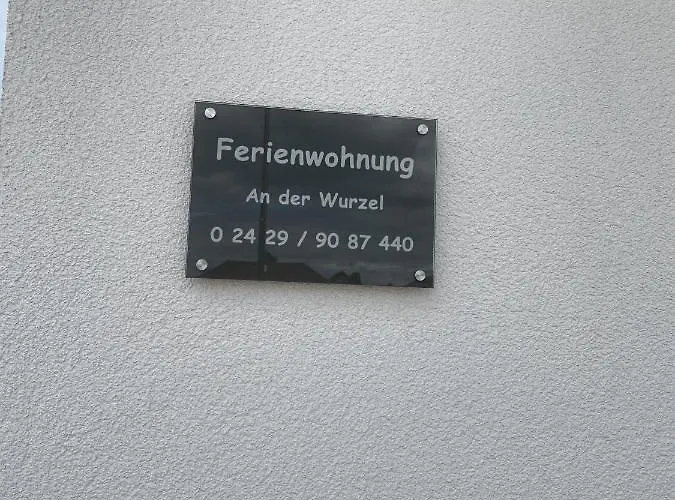 Ferienwohnung
An der Wurzel
0 24 29 / 90 87 440